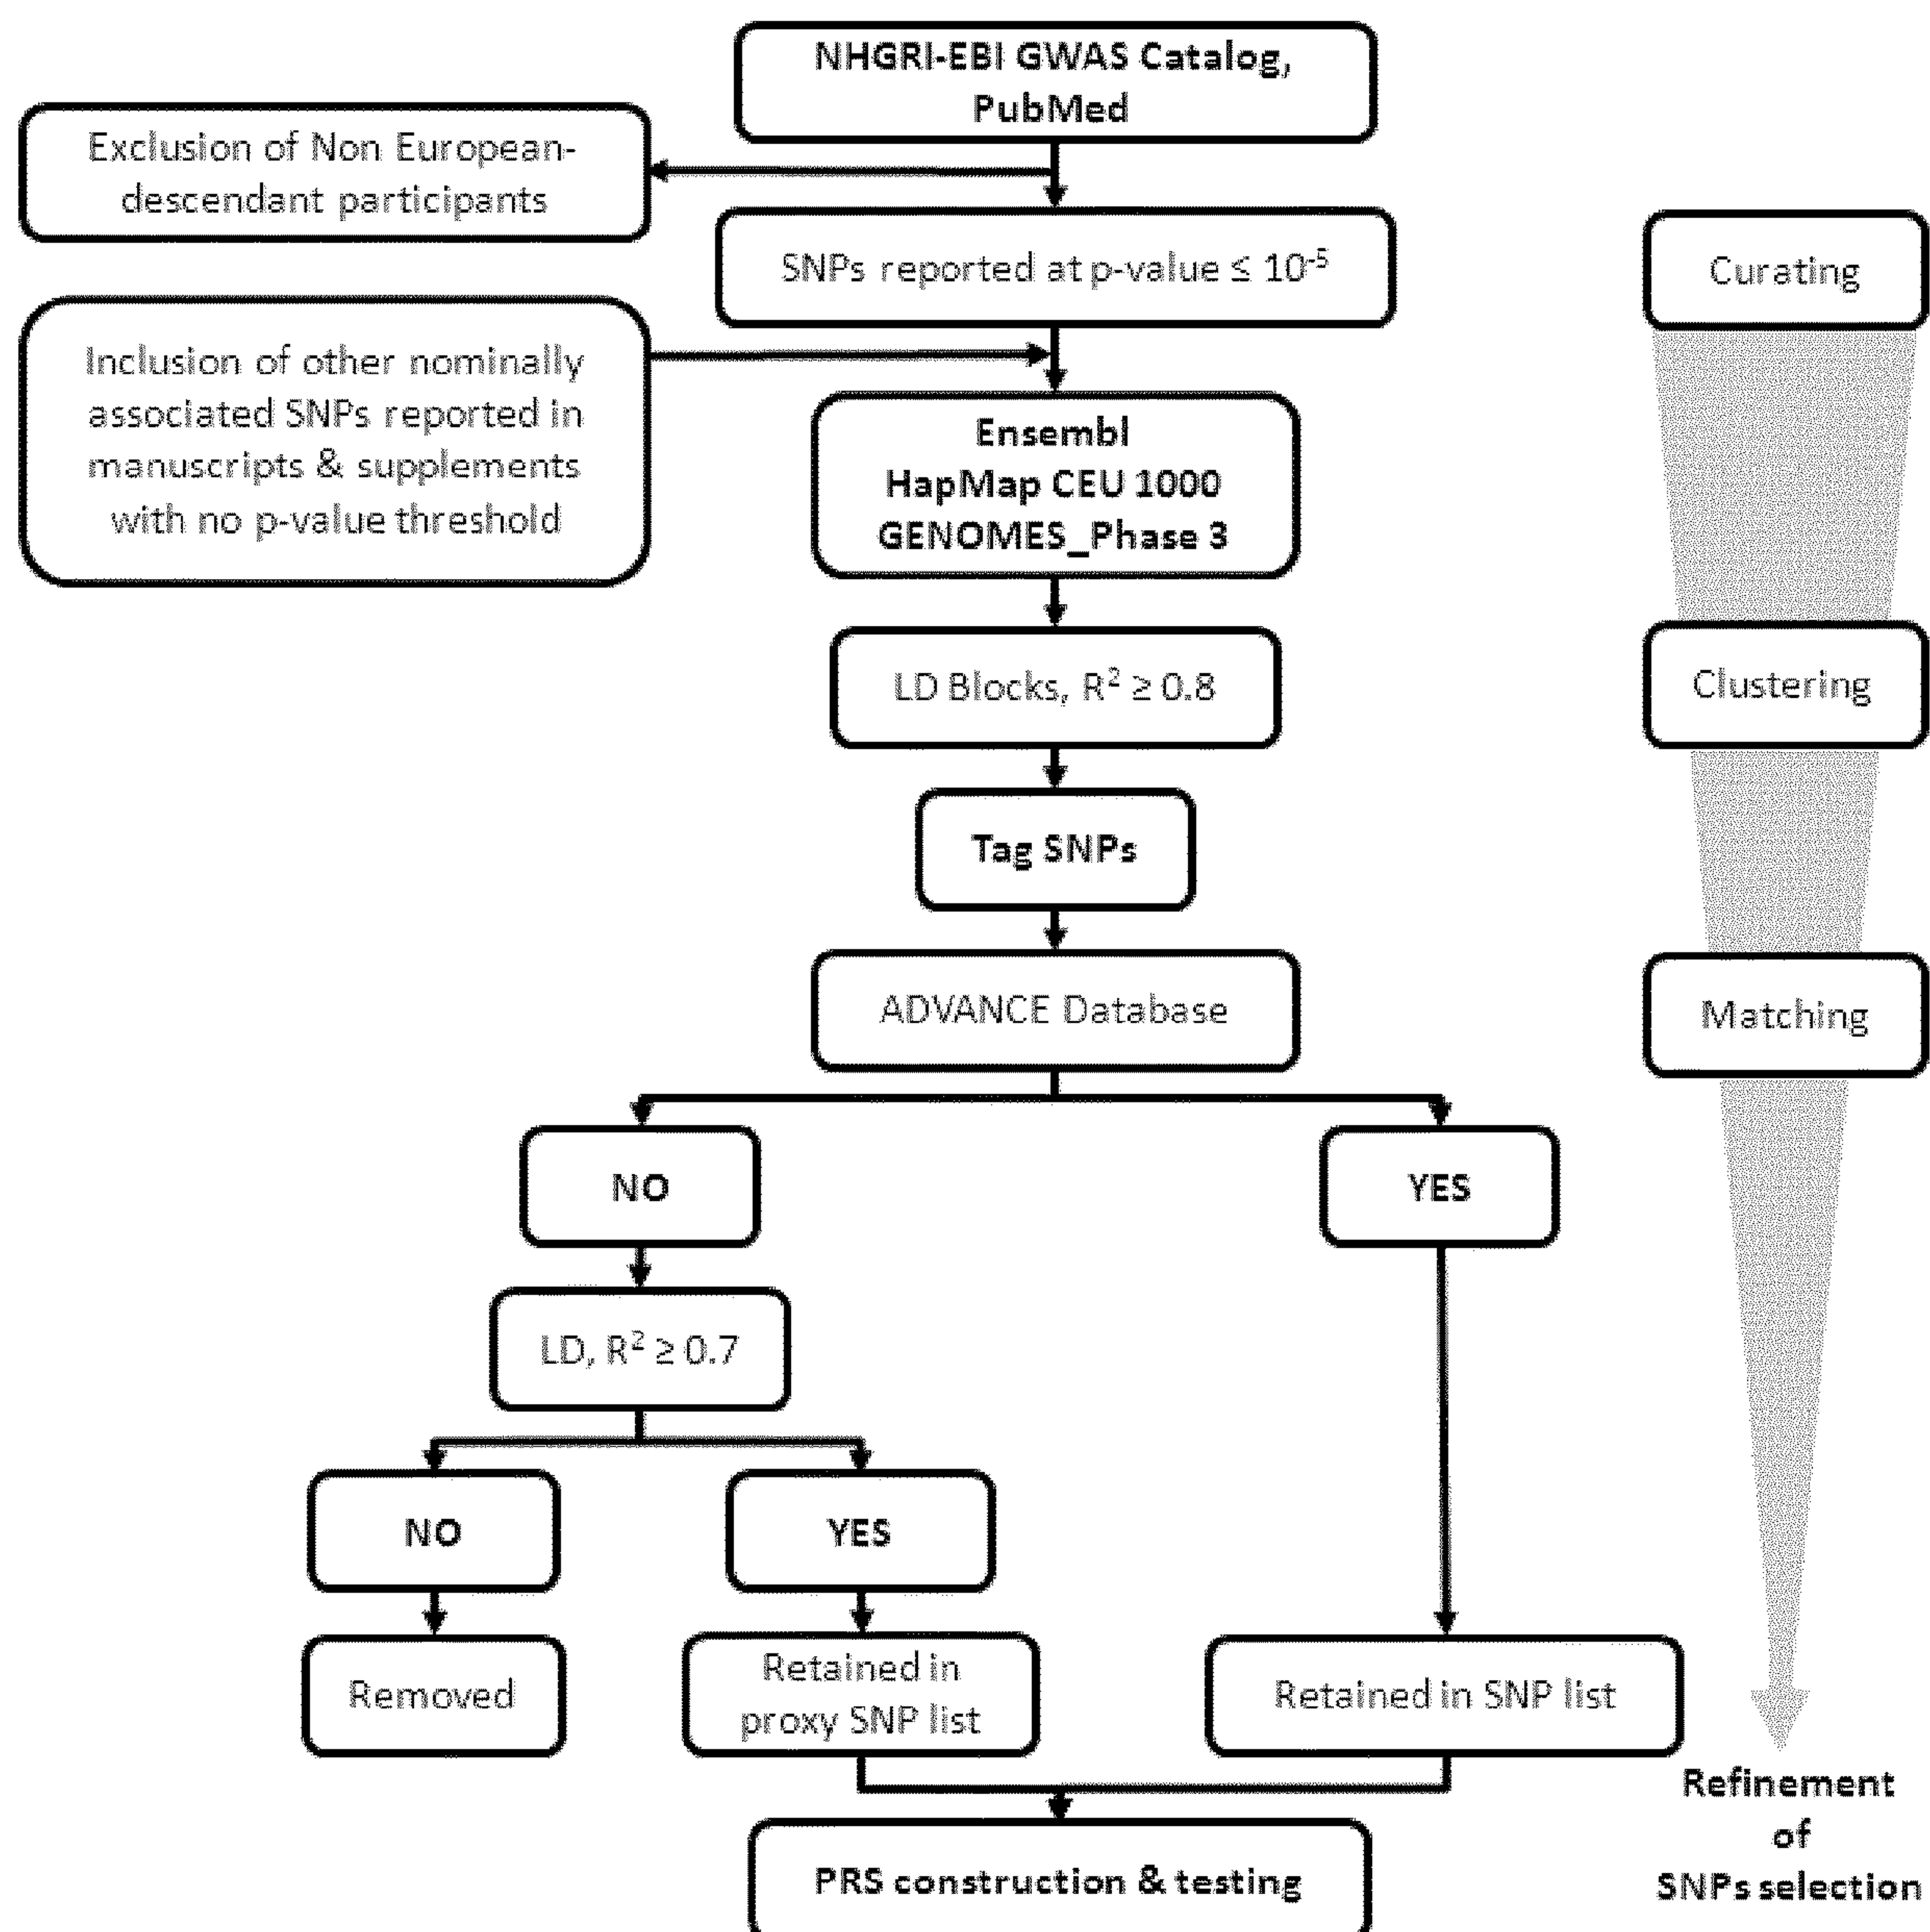 NHGRI-EBI GWAS Catalog,
PubMed
Exclusion of Non European-
descendant participants
SNPs reported at p-value ≤ 10⁻⁵
Curating
Inclusion of other nominally
associated SNPs reported in
manuscripts & supplements
with no p-value threshold
Ensembl
HapMap CEU 1000
GENOMES_Phase 3
LD Blocks, R² ≥ 0.8
Clustering
Tag SNPs
ADVANCE Database
Matching
NO
YES
LD, R² ≥ 0.7
NO
YES
Removed
Retained in
proxy SNP list
Retained in SNP list
Refinement
of
SNPs selection
PRS construction & testing